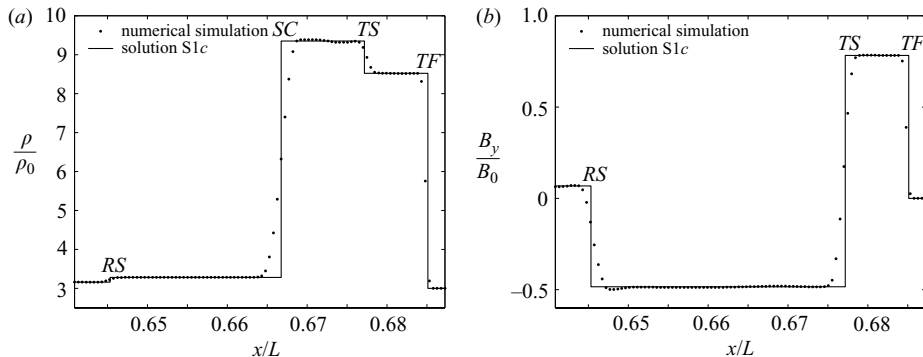 (a)
numerical simulation
solution S1c
SC
TS
TF
RS
10
9
8
7
6
5
4
3
ρ/ρ0
0.65
0.66
0.67
0.68
x/L
(b)
numerical simulation
solution S1c
TS
TF
RS
1.0
0.5
0
−0.5
By/B0
0.65
0.66
0.67
0.68
x/L